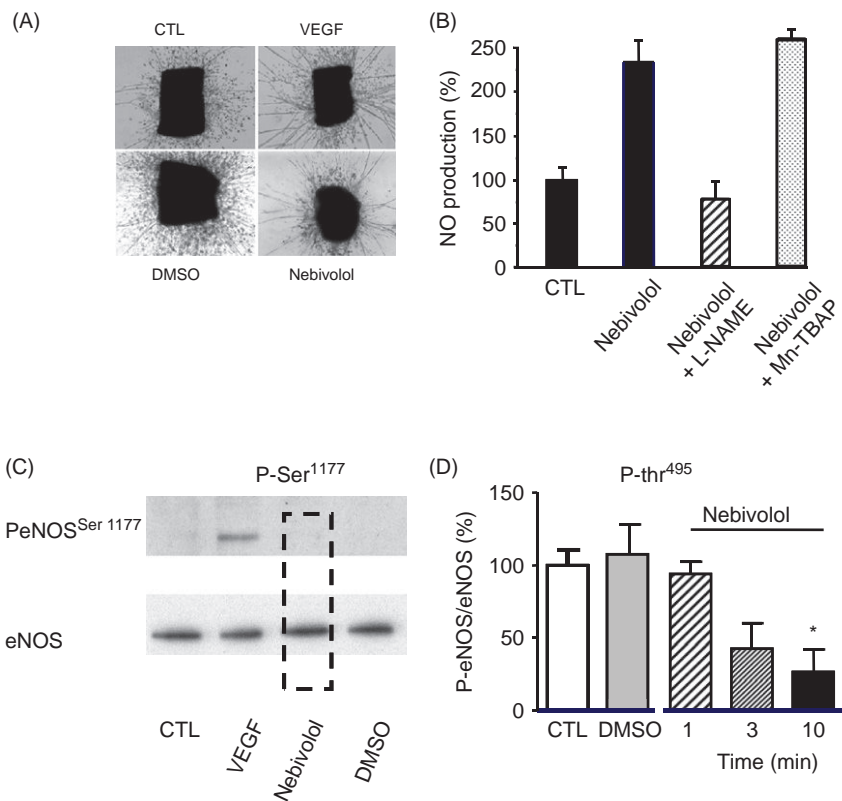 (A)
CTL VEGF
DMSO Nebivolol
(B)
NO production (%)
250
200
150
100
50
0
CTL
Nebivolol
Nebivolol
+ L-NAME
Nebivolol
+ Mn-TBAP
(C)
P-Ser1177
PeNOSSer 1177
eNOS
CTL VEGF Nebivolol DMSO
(D)
P-thr495
P-eNOS/eNOS (%)
150
100
50
0
Nebivolol
*
CTL DMSO 1 3 10
Time (min)